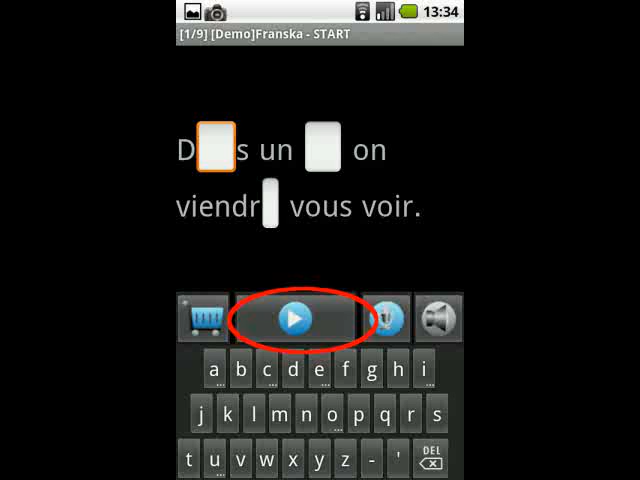 13:34
[1/9] [Demo]Franska - START
D s un on
viendr vous voir.
a b c d e f g h i
j k l m n o p q r s
t u v w x y z - ' DEL